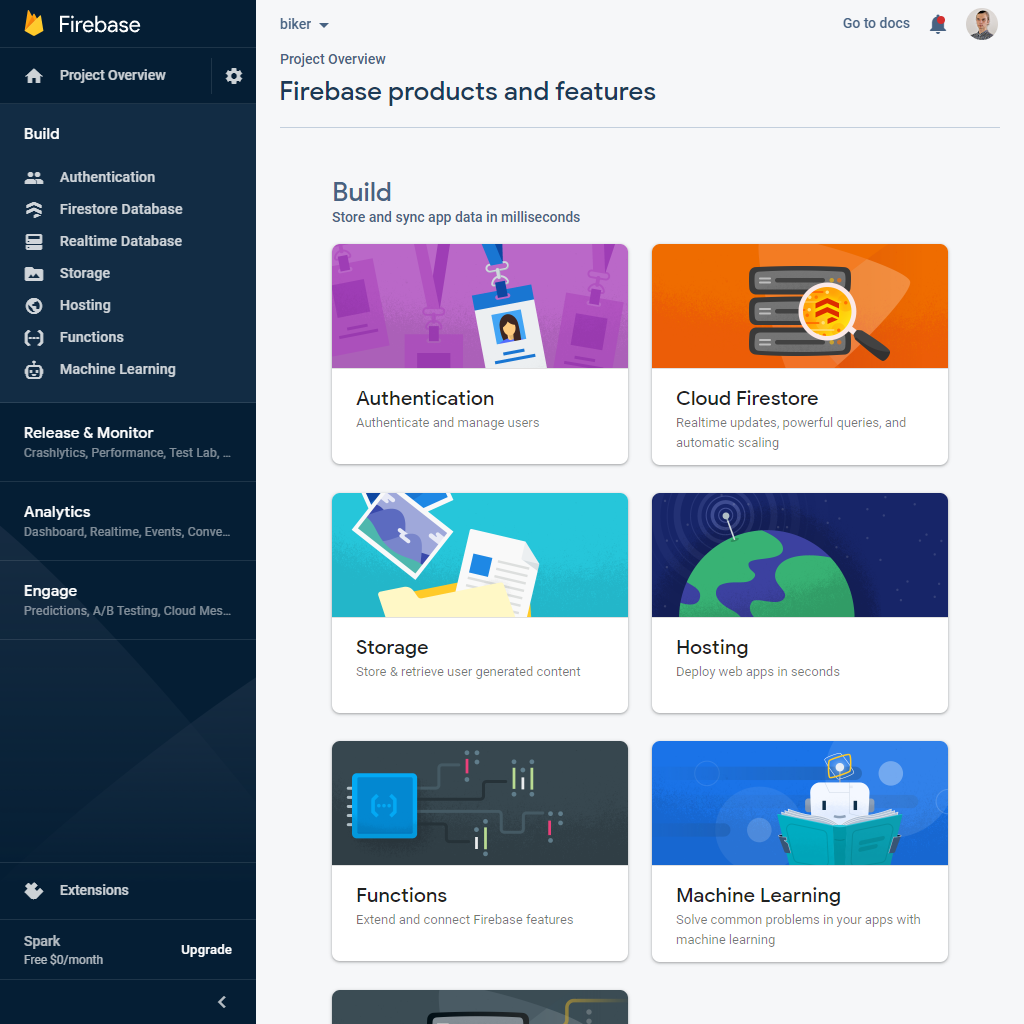 Firebase
Project Overview
Build
Authentication
Firestore Database
Realtime Database
Storage
Hosting
Functions
Machine Learning
Release & Monitor
Crashlytics, Performance, Test Lab, ...
Analytics
Dashboard, Realtime, Events, Conve...
Engage
Predictions, A/B Testing, Cloud Mes...
Extensions
Spark
Free $0/month
Upgrade
biker
Go to docs
Project Overview
Firebase products and features
Build
Store and sync app data in milliseconds
Authentication
Authenticate and manage users
Cloud Firestore
Realtime updates, powerful queries, and
automatic scaling
Storage
Store & retrieve user generated content
Hosting
Deploy web apps in seconds
Functions
Extend and connect Firebase features
Machine Learning
Solve common problems in your apps with
machine learning